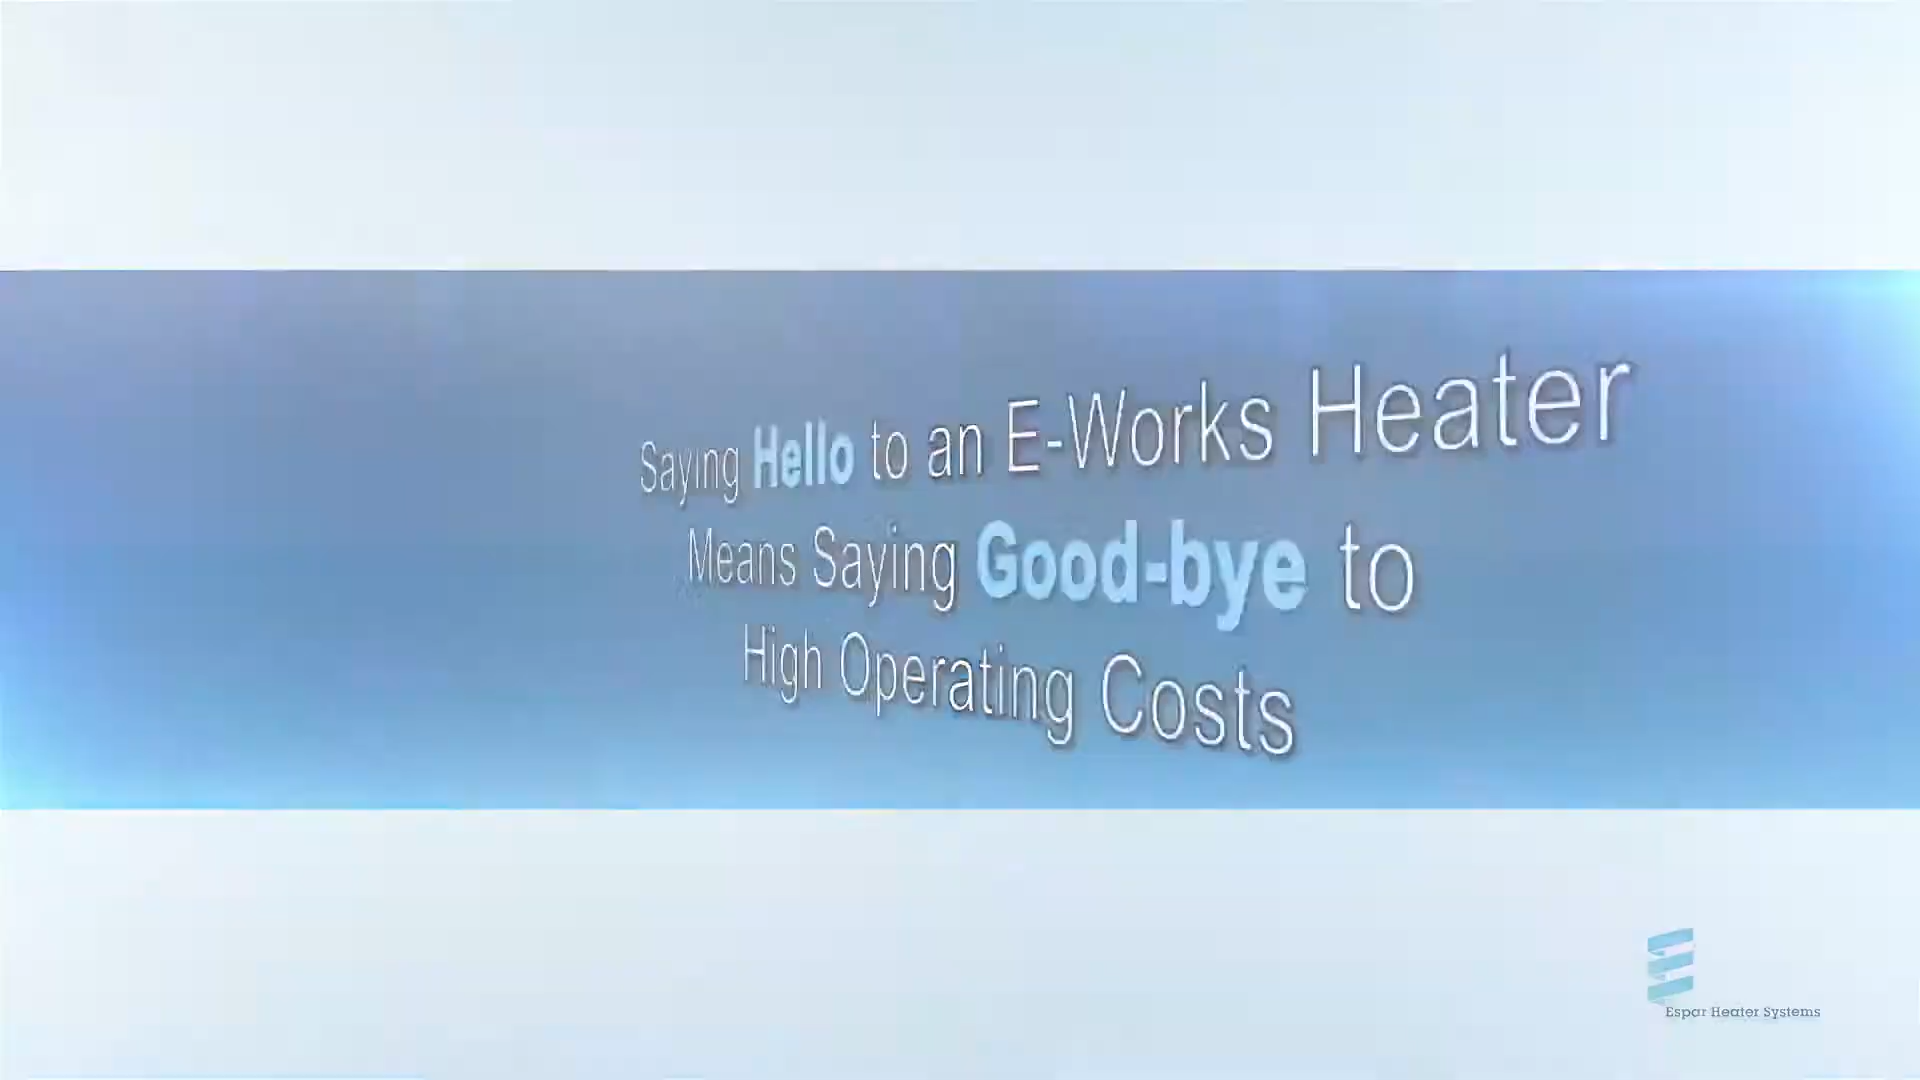 Saying Hello to an E-Works Heater
Means Saying Good-bye to
High Operating Costs
Espar Heater Systems